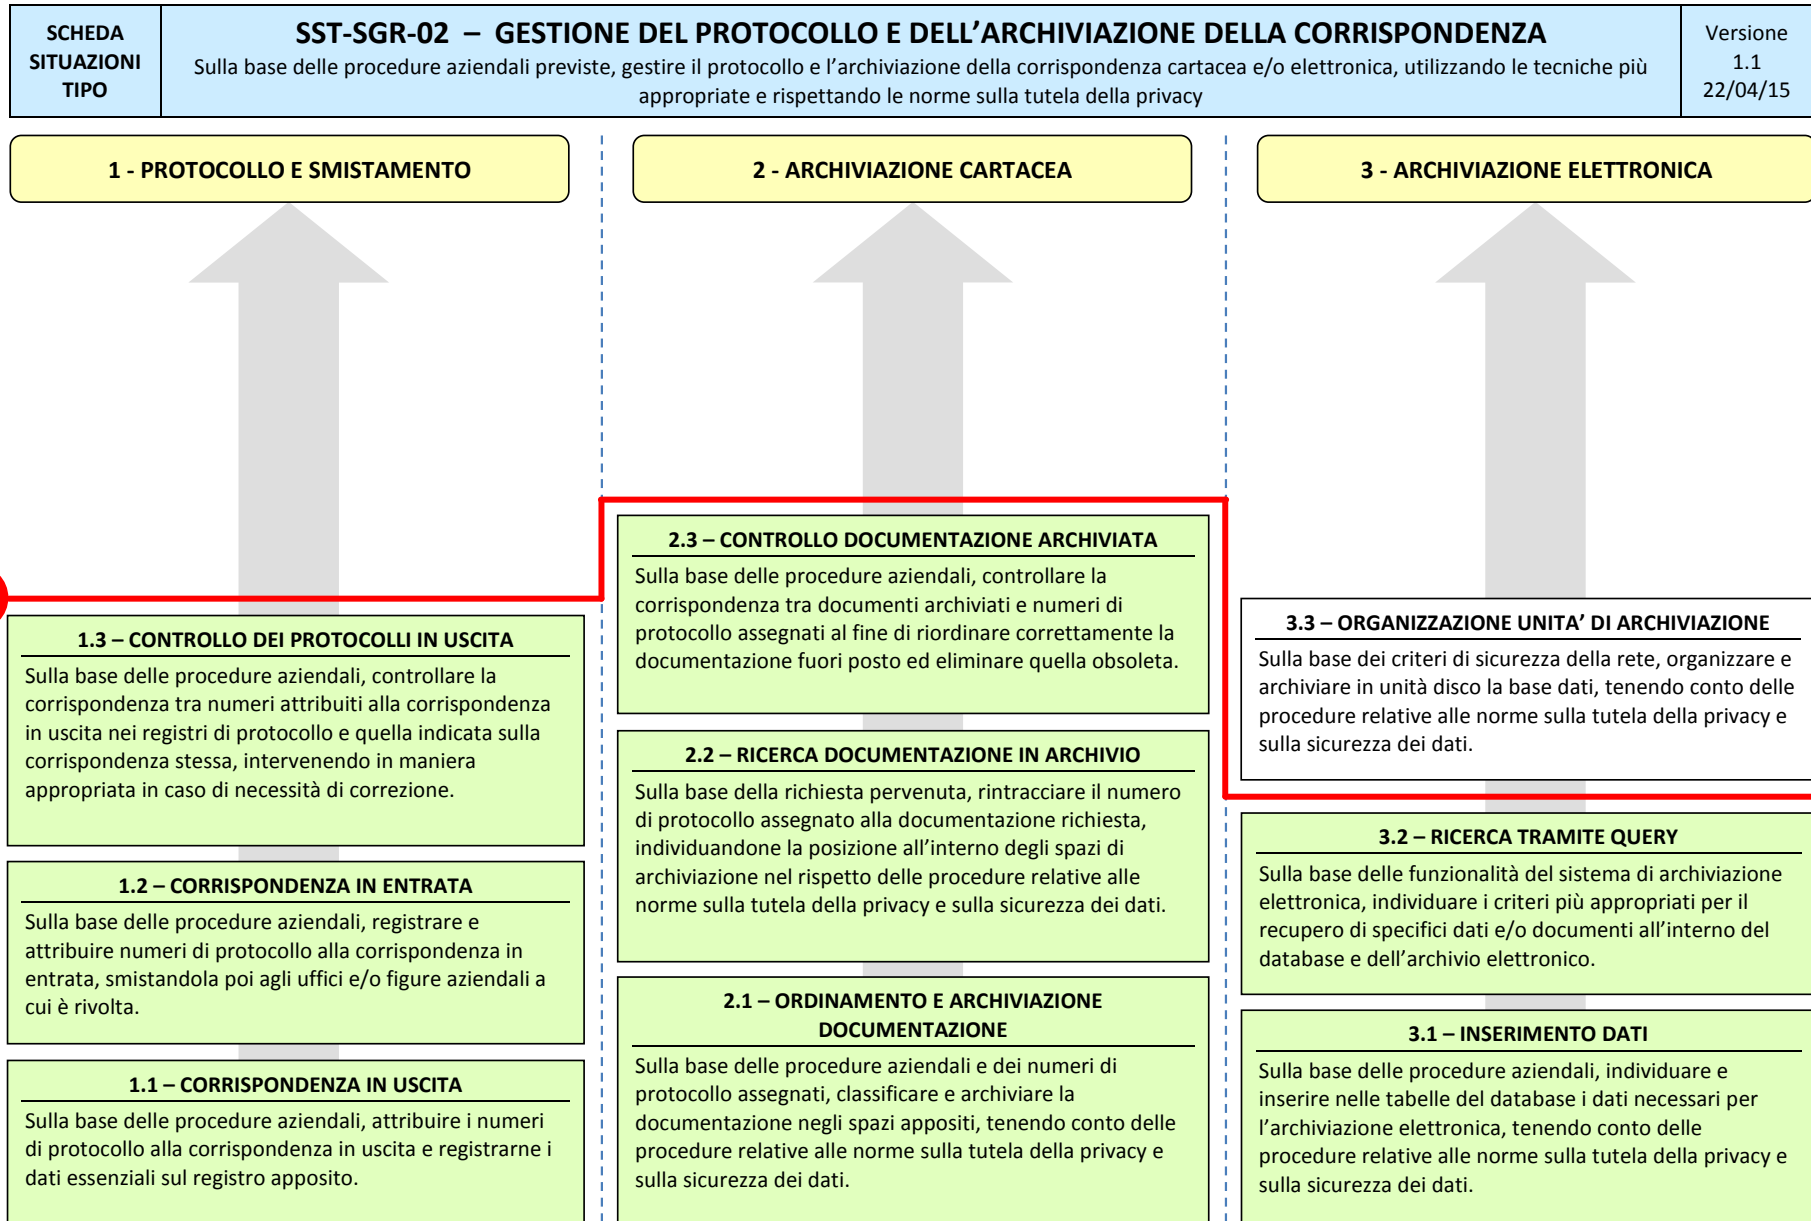 SCHEDA
SITUAZIONI
TIPO
SST-SGR-02 – GESTIONE DEL PROTOCOLLO E DELL’ARCHIVIAZIONE DELLA CORRISPONDENZA
Sulla base delle procedure aziendali previste, gestire il protocollo e l’archiviazione della corrispondenza cartacea e/o elettronica, utilizzando le tecniche più
appropriate e rispettando le norme sulla tutela della privacy
Versione
1.1
22/04/15
1 - PROTOCOLLO E SMISTAMENTO
1.3 – CONTROLLO DEI PROTOCOLLI IN USCITA
Sulla base delle procedure aziendali, controllare la
corrispondenza tra numeri attribuiti alla corrispondenza
in uscita nei registri di protocollo e quella indicata sulla
corrispondenza stessa, intervenendo in maniera
appropriata in caso di necessità di correzione.
1.2 – CORRISPONDENZA IN ENTRATA
Sulla base delle procedure aziendali, registrare e
attribuire numeri di protocollo alla corrispondenza in
entrata, smistandola poi agli uffici e/o figure aziendali a
cui è rivolta.
1.1 – CORRISPONDENZA IN USCITA
Sulla base delle procedure aziendali, attribuire i numeri
di protocollo alla corrispondenza in uscita e registrarne i
dati essenziali sul registro apposito.
2 - ARCHIVIAZIONE CARTACEA
2.3 – CONTROLLO DOCUMENTAZIONE ARCHIVIATA
Sulla base delle procedure aziendali, controllare la
corrispondenza tra documenti archiviati e numeri di
protocollo assegnati al fine di riordinare correttamente la
documentazione fuori posto ed eliminare quella obsoleta.
2.2 – RICERCA DOCUMENTAZIONE IN ARCHIVIO
Sulla base della richiesta pervenuta, rintracciare il numero
di protocollo assegnato alla documentazione richiesta,
individuandone la posizione all’interno degli spazi di
archiviazione nel rispetto delle procedure relative alle
norme sulla tutela della privacy e sulla sicurezza dei dati.
2.1 – ORDINAMENTO E ARCHIVIAZIONE
DOCUMENTAZIONE
Sulla base delle procedure aziendali e dei numeri di
protocollo assegnati, classificare e archiviare la
documentazione negli spazi appositi, tenendo conto delle
procedure relative alle norme sulla tutela della privacy e
sulla sicurezza dei dati.
3 - ARCHIVIAZIONE ELETTRONICA
3.3 – ORGANIZZAZIONE UNITA’ DI ARCHIVIAZIONE
Sulla base dei criteri di sicurezza della rete, organizzare e
archiviare in unità disco la base dati, tenendo conto delle
procedure relative alle norme sulla tutela della privacy e
sulla sicurezza dei dati.
3.2 – RICERCA TRAMITE QUERY
Sulla base delle funzionalità del sistema di archiviazione
elettronica, individuare i criteri più appropriati per il
recupero di specifici dati e/o documenti all’interno del
database e dell’archivio elettronico.
3.1 – INSERIMENTO DATI
Sulla base delle procedure aziendali, individuare e
inserire nelle tabelle del database i dati necessari per
l’archiviazione elettronica, tenendo conto delle
procedure relative alle norme sulla tutela della privacy e
sulla sicurezza dei dati.